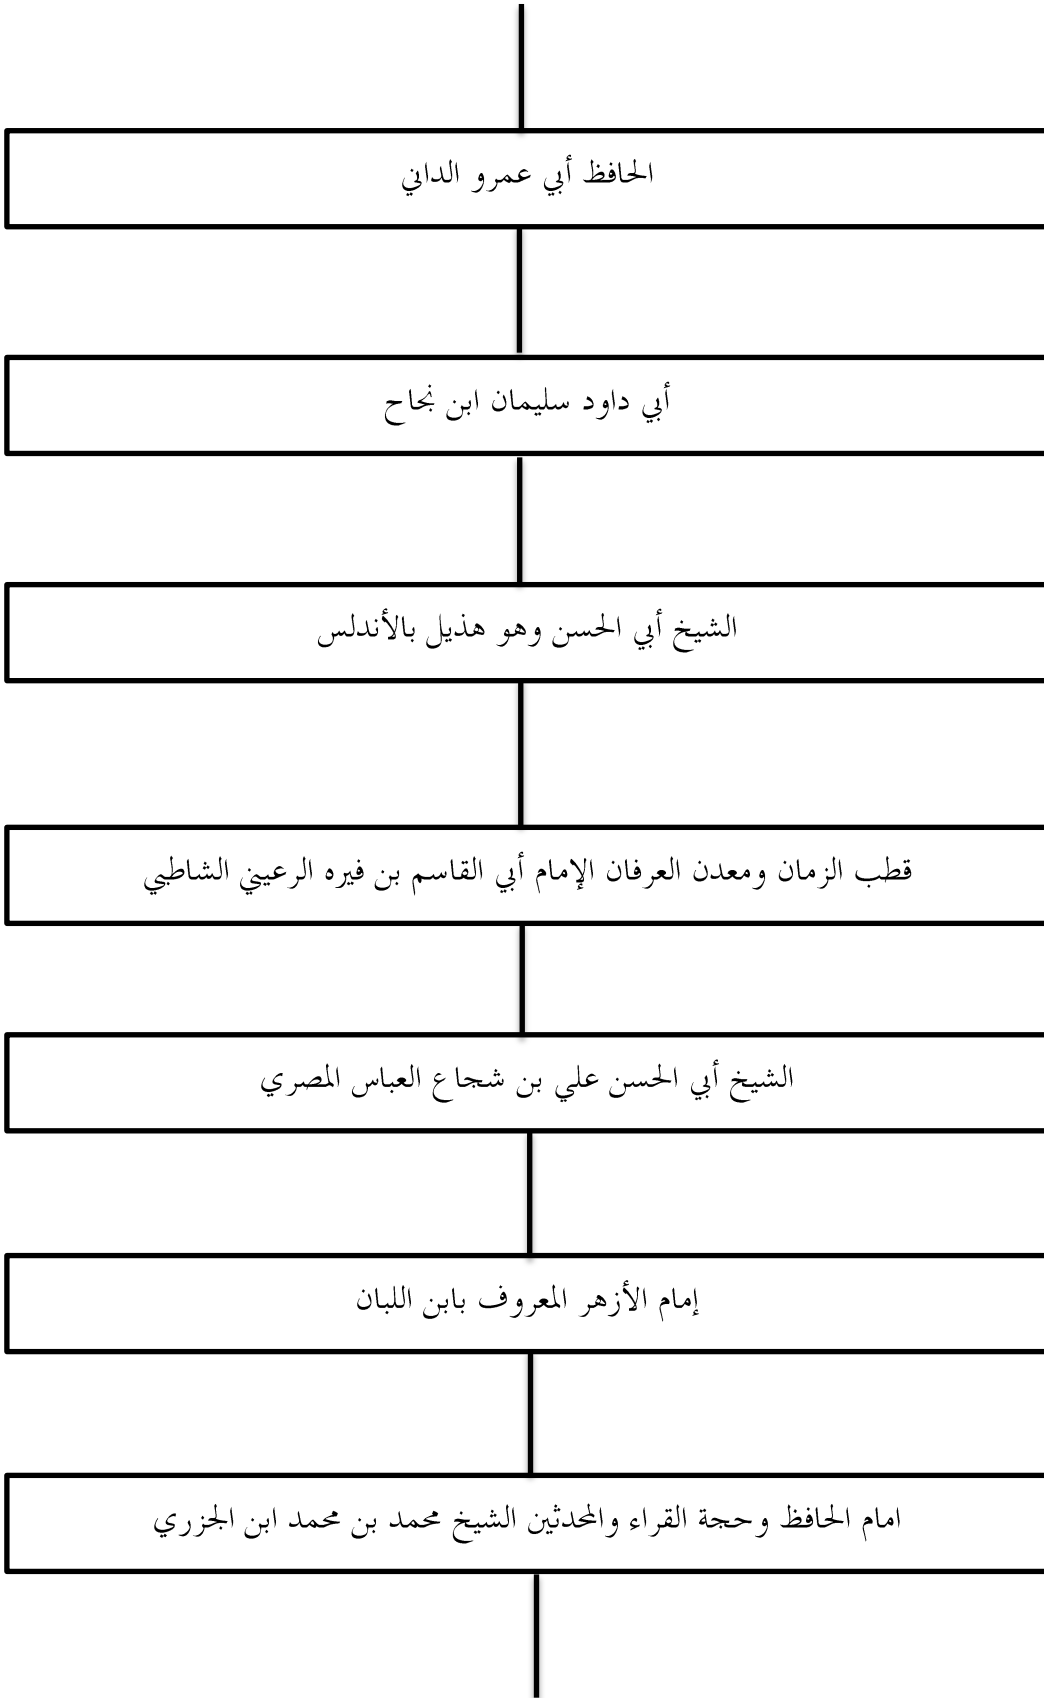 الحافظ أبي عمرو الداني
أبي داود سليمان ابن نجاح
الشيخ أبي الحسن وهو هذيل بالأندلس
قطب الزمان ومعدن العرفان الإمام أبي القاسم بن فيره الرعيني الشاطبي
الشيخ أبي الحسن علي بن شجاع العباس المصري
إمام الأزهر المعروف بابن اللبان
امام الحافظ وحجة القراء والمحدثين الشيخ محمد بن محمد ابن الجزري